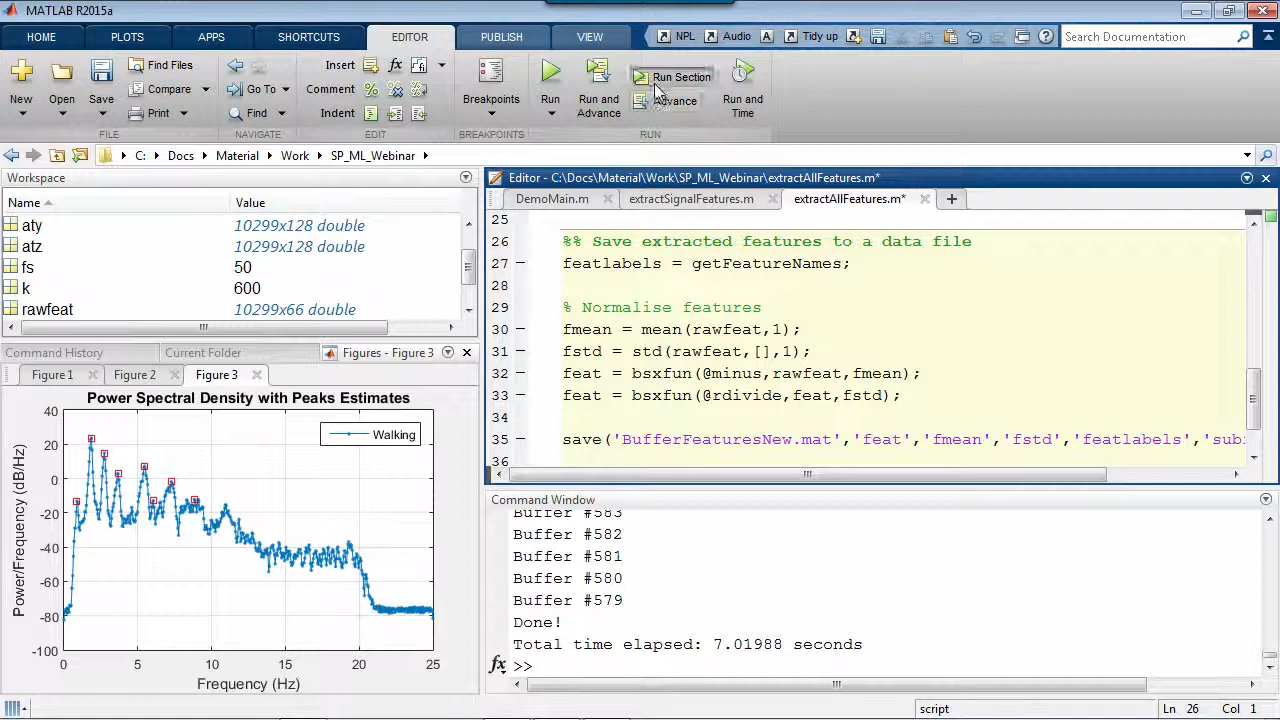 MATLAB R2015a
HOME PLOTS APPS SHORTCUTS EDITOR PUBLISH VIEW NPL Audio A Tidy up Search Documentation
New Open Save Find Files Compare Print Go To Find Insert fx Comment Indent Breakpoints Run Run and Advance Run Section Advance Run and Time
FILE NAVIGATE EDIT BREAKPOINTS RUN
C: Docs Material Work SP_ML_Webinar
Workspace
Name Value
aty 10299x128 double
atz 10299x128 double
fs 50
k 600
rawfeat 10299x66 double
Command History Current Folder Figures - Figure 3
Figure 1 Figure 2 Figure 3
Power Spectral Density with Peaks Estimates
Walking
Power/Frequency (dB/Hz)
40
20
0
-20
-40
-60
-80
-100
0 5 10 15 20 25
Frequency (Hz)
Editor - C:\Docs\Material\Work\SP_ML_Webinar\extractAllFeatures.m*
DemoMain.m extractSignalFeatures.m extractAllFeatures.m*
25
26 %% Save extracted features to a data file
27 featlabels = getFeatureNames;
28
29 % Normalise features
30 fmean = mean(rawfeat,1);
31 fstd = std(rawfeat,[],1);
32 feat = bsxfun(@minus,rawfeat,fmean);
33 feat = bsxfun(@rdivide,feat,fstd);
34
35 save('BufferFeaturesNew.mat','feat','fmean','fstd','featlabels','sub
36
Command Window
Buffer #583
Buffer #582
Buffer #581
Buffer #580
Buffer #579
Done!
Total time elapsed: 7.01988 seconds
fx >>
script Ln 26 Col 1